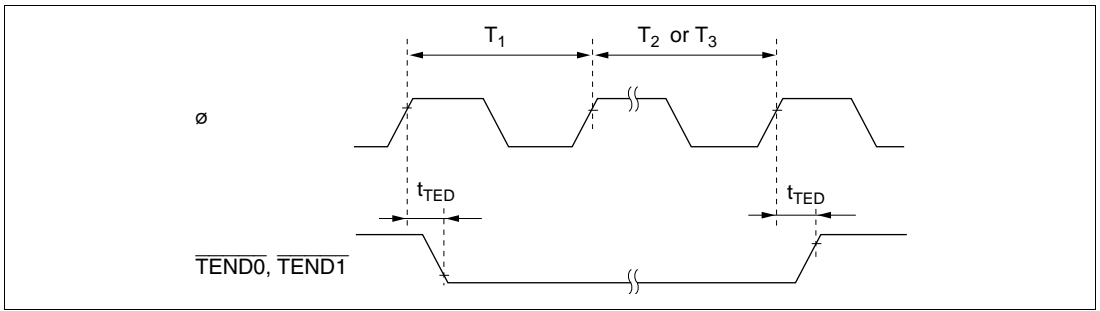 T1
T2 or T3
ø
tTED
tTED
TEND0, TEND1